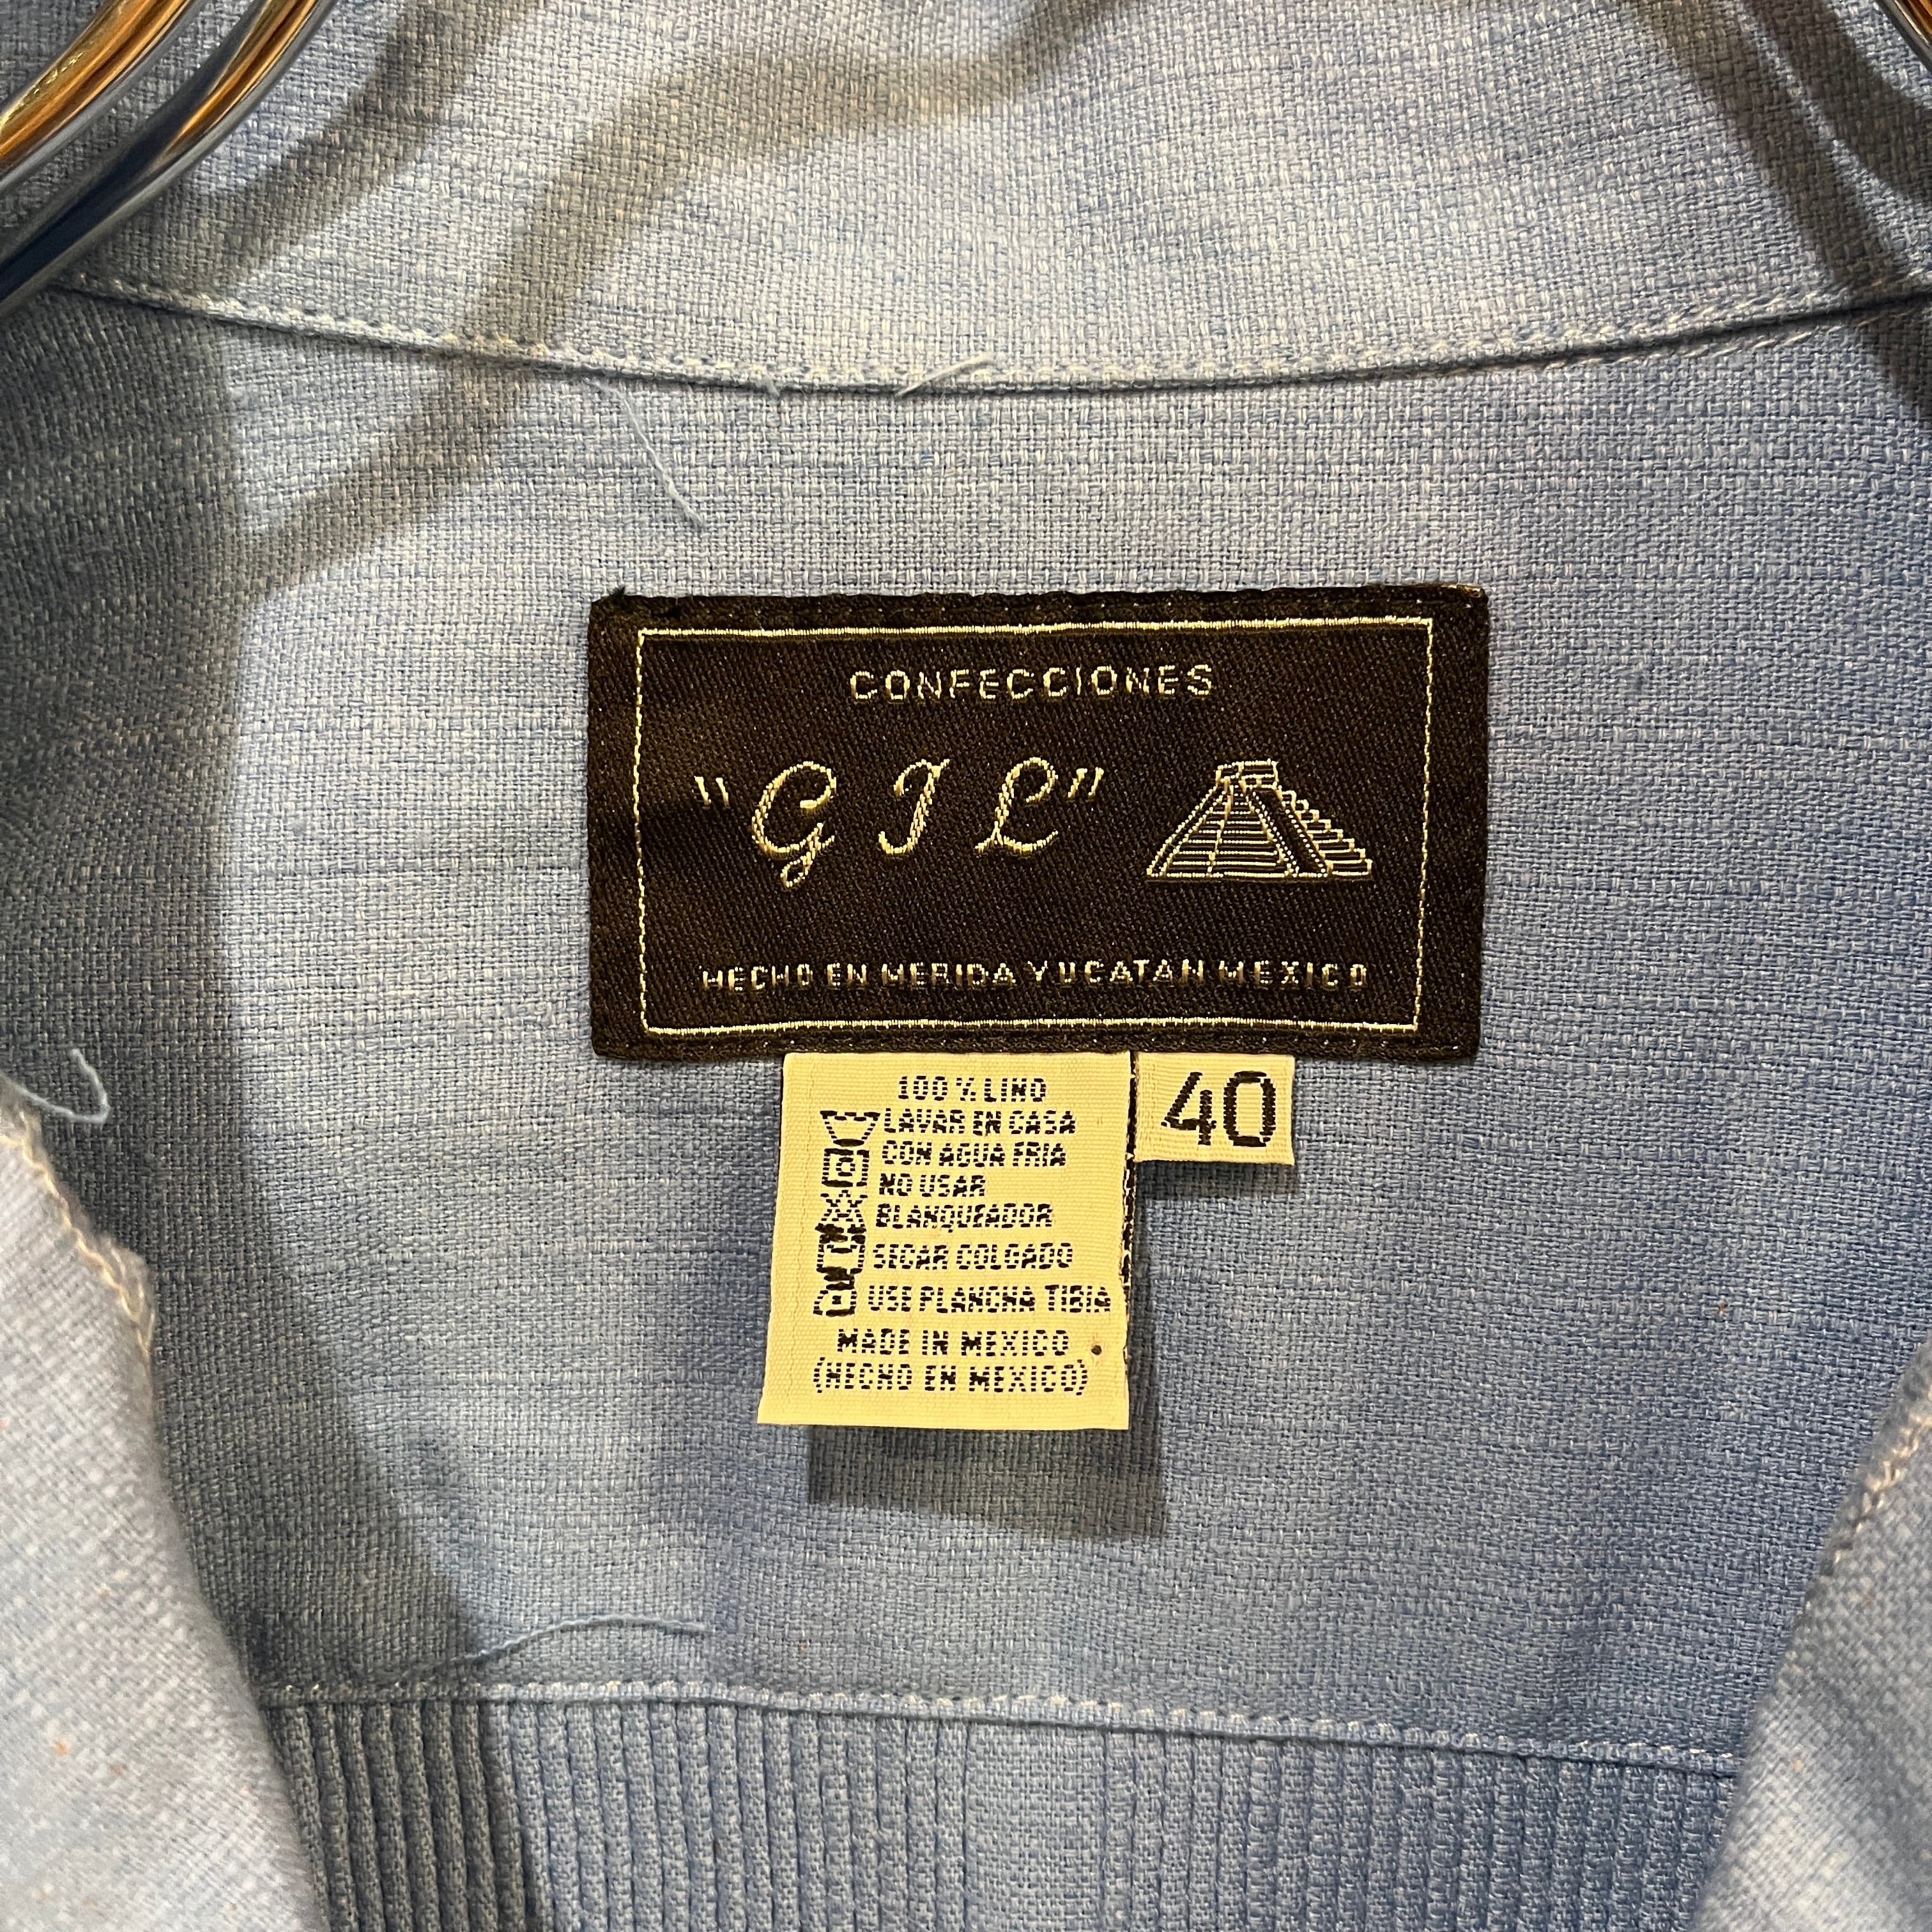 CONFECCIONES
"GIL"
HECHO EN MERIDA YUCATAN MEXICO
40
100 % LINO
LAVAR EN CASA
CON AGUA FRIA
NO USAR
BLANQUEADOR
SECAR COLGADO
USE PLANCHA TIBIA
MADE IN MEXICO
(HECHO EN MEXICO)